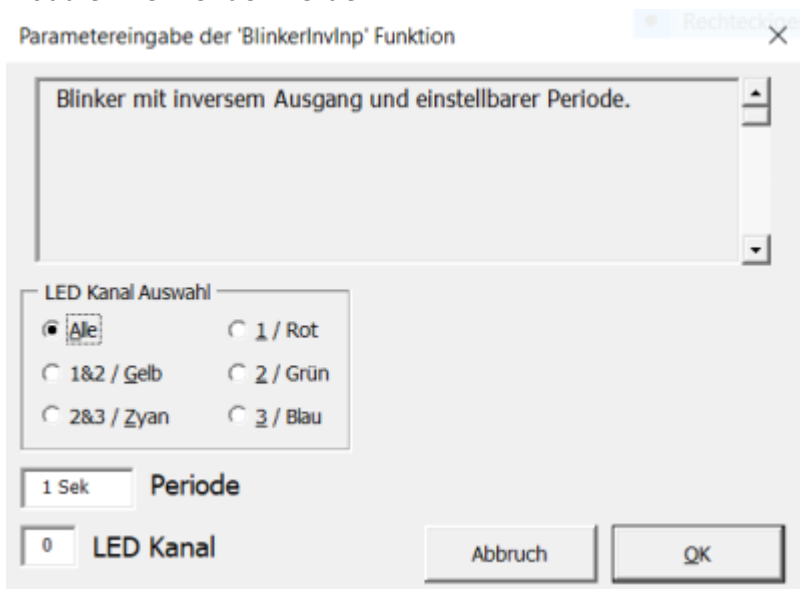 Rechteckige
Parametereingabe der 'BlinkerInvInp' Funktion
Blinker mit inversem Ausgang und einstellbarer Periode.
LED Kanal Auswahl
Alle
1 / Rot
1&2 / Gelb
2 / Grün
2&3 / Zyan
3 / Blau
1 Sek Periode
0 LED Kanal
Abbruch
OK